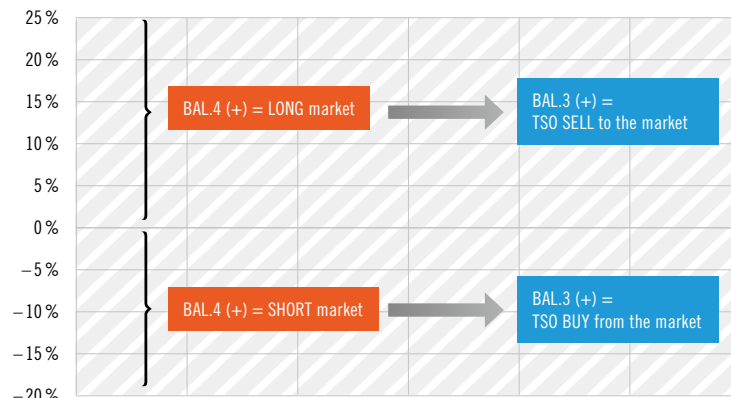 25 %
20 %
15 %
BAL.4 (+) = LONG market
BAL.3 (+) =
TSO SELL to the market
10 %
5 %
0 %
– 5 %
– 10 %
BAL.4 (+) = SHORT market
BAL.3 (+) =
TSO BUY from the market
– 15 %
– 20 %